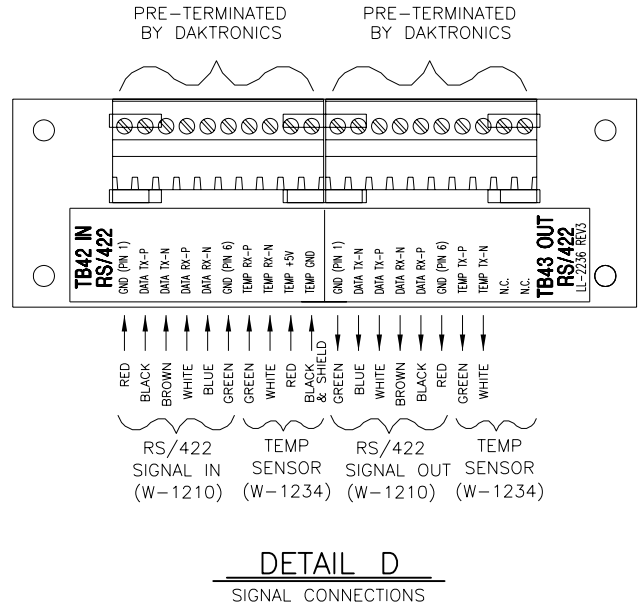 PRE-TERMINATED
BY DAKTRONICS
PRE-TERMINATED
BY DAKTRONICS
TB42 IN
RS/422
GND (PIN 1)
DATA TX-P
DATA TX-N
DATA RX-P
DATA RX-N
GND (PIN 6)
TEMP RX-P
TEMP RX-N
TEMP +5V
TEMP GND
GND (PIN 1)
DATA TX-N
DATA TX-P
DATA RX-N
DATA RX-P
GND (PIN 6)
TEMP TX-P
TEMP TX-N
N.C.
N.C.
TB43 OUT
RS/422
LL-2236 REV3
RED
BLACK
BROWN
WHITE
BLUE
GREEN
GREEN
WHITE
RED
BLACK
& SHIELD
GREEN
BLUE
WHITE
BROWN
BLACK
RED
GREEN
WHITE
RS/422
SIGNAL IN
(W-1210)
TEMP
SENSOR
(W-1234)
RS/422
SIGNAL OUT
(W-1210)
TEMP
SENSOR
(W-1234)
DETAIL D
SIGNAL CONNECTIONS